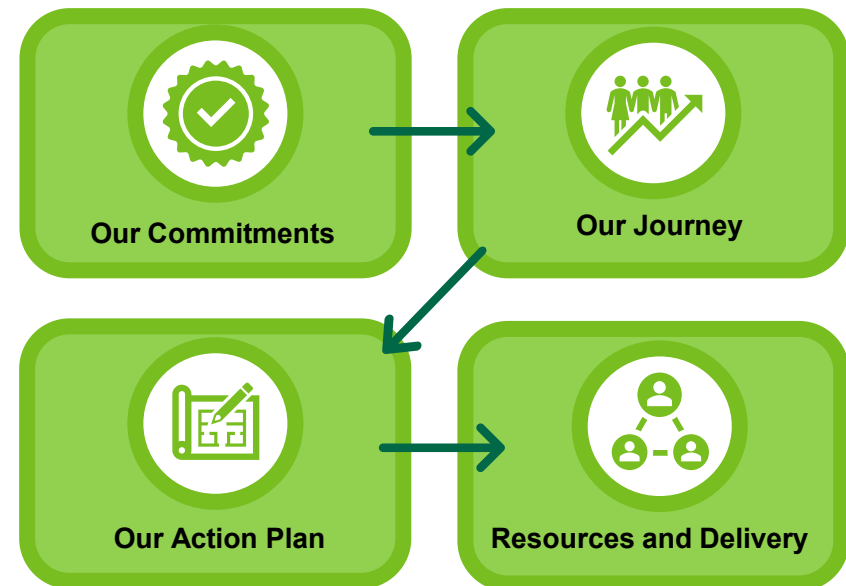 Our Commitments
Our Journey
Our Action Plan
Resources and Delivery